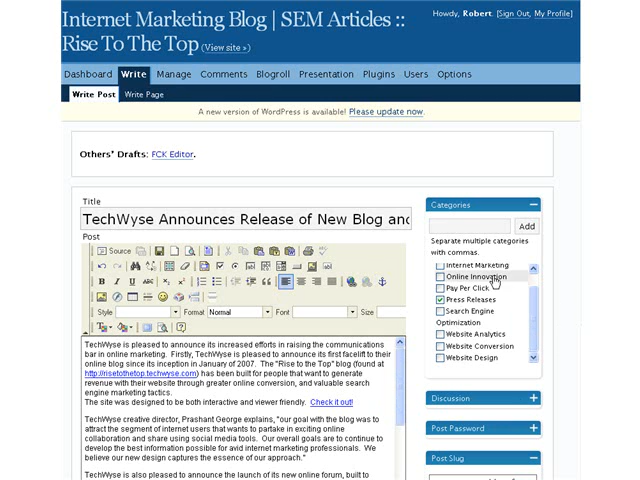 Internet Marketing Blog | SEM Articles ::
Rise To The Top (View site »)
Howdy, Robert. [Sign Out, My Profile]
Dashboard Write Manage Comments Blogroll Presentation Plugins Users Options
Write Post Write Page
A new version of WordPress is available! Please update now.
Others' Drafts: FCK Editor.
Title
TechWyse Announces Release of New Blog and
Post
Source
Style Format Normal Font Size
TechWyse is pleased to announce its increased efforts in raising the communications
bar in online marketing. Firstly, TechWyse is pleased to announce its first facelift to their
online blog since its inception in January of 2007. The "Rise to the Top" blog (found at
http://risetothetop.techwyse.com) has been built for people that want to generate
revenue with their website through greater online conversion, and valuable search
engine marketing tactics.
The site was designed to be both interactive and viewer friendly. Check it out!
TechWyse creative director, Prashant George explains, "our goal with the blog was to
attract the segment of internet users that wants to partake in exciting online
collaboration and share using social media tools. Our overall goals are to continue to
develop the best information possible for avid internet marketing professionals. We
believe our new design captures the essence of our approach."
TechWyse is also pleased to announce the launch of its new online forum, built to
Categories
Add
Separate multiple categories
with commas.
Internet Marketing
Online Innovation
Pay Per Click
Press Releases
Search Engine
Optimization
Website Analytics
Website Conversion
Website Design
Discussion
Post Password
Post Slug